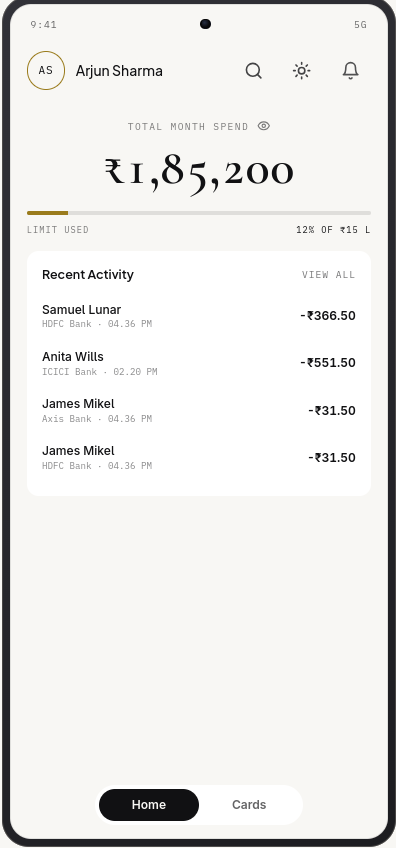 9:41 5G
AS Arjun Sharma
TOTAL MONTH SPEND
₹1,85,200
LIMIT USED 12% OF ₹15 L
Recent Activity VIEW ALL
Samuel Lunar -₹366.50
HDFC Bank · 04.36 PM
Anita Wills -₹551.50
ICICI Bank · 02.20 PM
James Mikel -₹31.50
Axis Bank · 04.36 PM
James Mikel -₹31.50
HDFC Bank · 04.36 PM
Home Cards